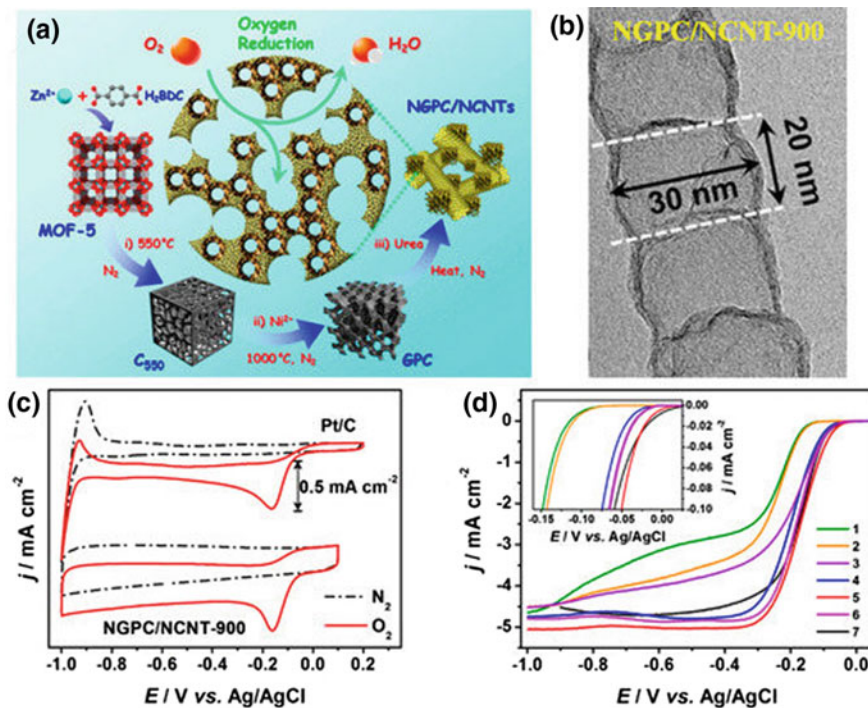 (a)
Oxygen
Reduction
O₂
H₂O
Zn²⁺ + H₂BDC
NGPC/NCNTs
MOF-5
i) 550°C
N₂
iii) Urea
Heat, N₂
C₅₅₀
ii) Ni²⁺
1000°C, N₂
GPC
(b)
NGPC/NCNT-900
20 nm
30 nm
(c)
Pt/C
0.5 mA cm⁻²
j / mA cm⁻²
N₂
O₂
NGPC/NCNT-900
-1.0 -0.8 -0.6 -0.4 -0.2 0.0 0.2
E / V vs. Ag/AgCl
(d)
0.00
-0.02
-0.04
-0.06
-0.08
-0.10
j / mA cm⁻²
-0.15 -0.10 -0.05 0.00
E / V vs. Ag/AgCl
0
-1
-2
-3
-4
-5
j / mA cm⁻²
1
2
3
4
5
6
7
-1.0 -0.8 -0.6 -0.4 -0.2 0.0
E / V vs. Ag/AgCl